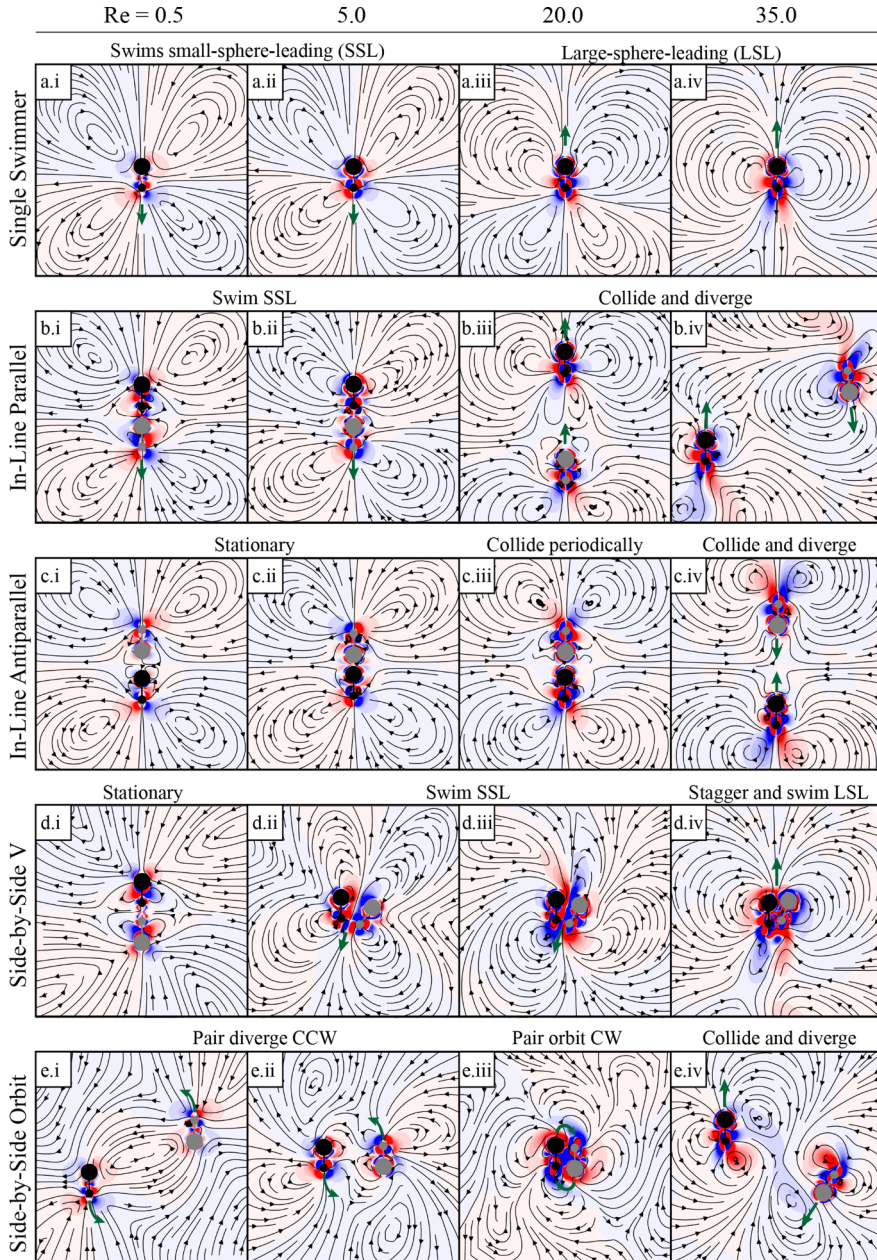 Re = 0.5 5.0 20.0 35.0
Swims small-sphere-leading (SSL) Large-sphere-leading (LSL)
Single Swimmer
a.i a.ii a.iii a.iv
Swim SSL Collide and diverge
In-Line Parallel
b.i b.ii b.iii b.iv
Stationary Collide periodically Collide and diverge
In-Line Antiparallel
c.i c.ii c.iii c.iv
Stationary Swim SSL Stagger and swim LSL
Side-by-Side V
d.i d.ii d.iii d.iv
Pair diverge CCW Pair orbit CW Collide and diverge
Side-by-Side Orbit
e.i e.ii e.iii e.iv